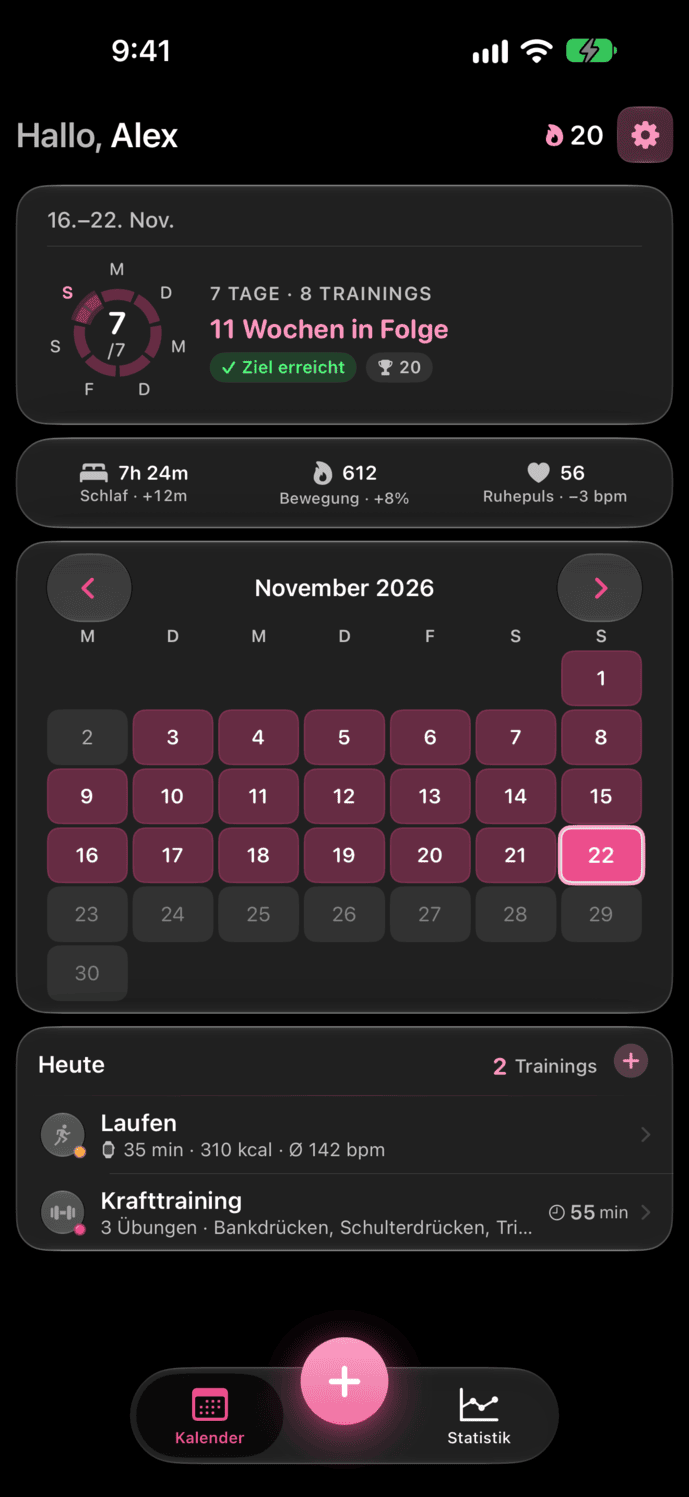 9:41
Hallo, Alex
20
16.–22. Nov.
M
S
D
7
/7
S
M
F
D
7 TAGE · 8 TRAININGS
11 Wochen in Folge
✓ Ziel erreicht
20
7h 24m
Schlaf · +12m
612
Bewegung · +8%
56
Ruhepuls · −3 bpm
November 2026
M D M D F S S
1
2 3 4 5 6 7 8
9 10 11 12 13 14 15
16 17 18 19 20 21 22
23 24 25 26 27 28 29
30
Heute
2 Trainings
Laufen
35 min · 310 kcal · Ø 142 bpm
Krafttraining
3 Übungen · Bankdrücken, Schulterdrücken, Tri…
55 min
Kalender
Statistik